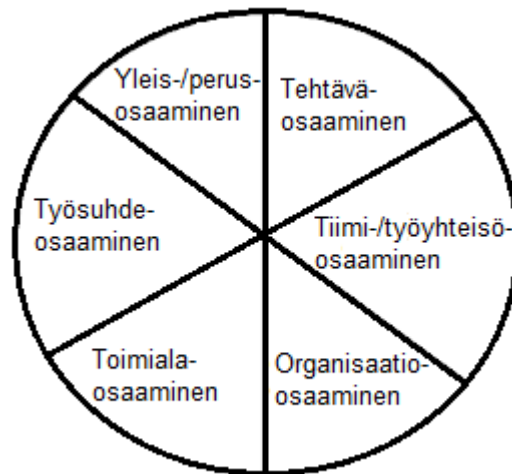 Yleis-/perus-
osaaminen
Tehtävä-
osaaminen
Tiimi-/työyhteisö-
osaaminen
Organisaatio-
osaaminen
Toimiala-
osaaminen
Työsuhde-
osaaminen